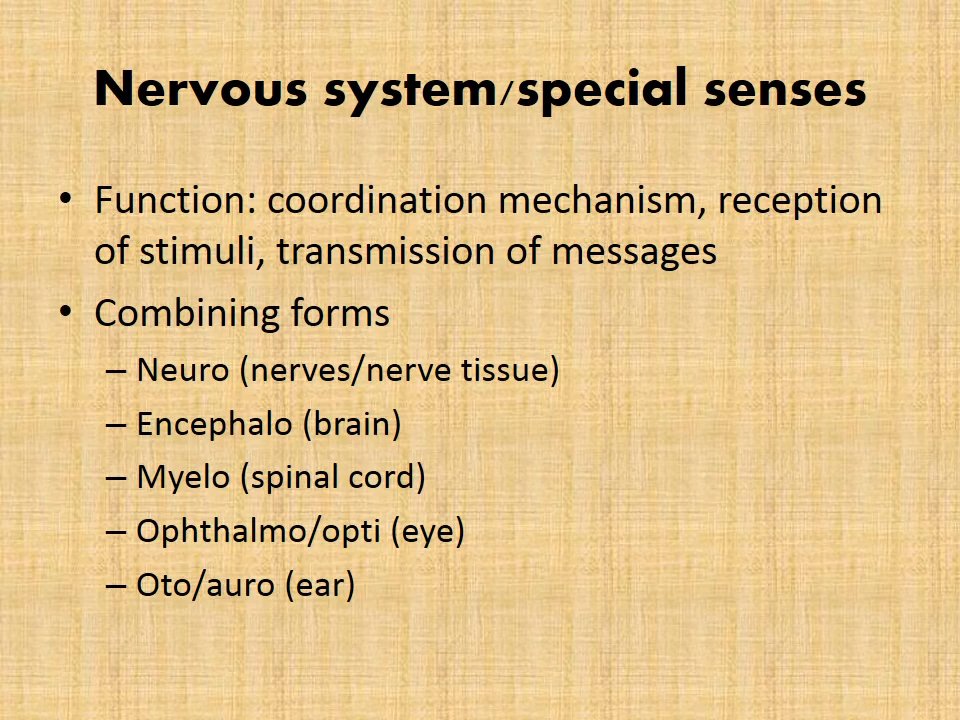 Nervous system/special senses
• Function: coordination mechanism, reception
of stimuli, transmission of messages
• Combining forms
– Neuro (nerves/nerve tissue)
– Encephalo (brain)
– Myelo (spinal cord)
– Ophthalmo/opti (eye)
– Oto/auro (ear)